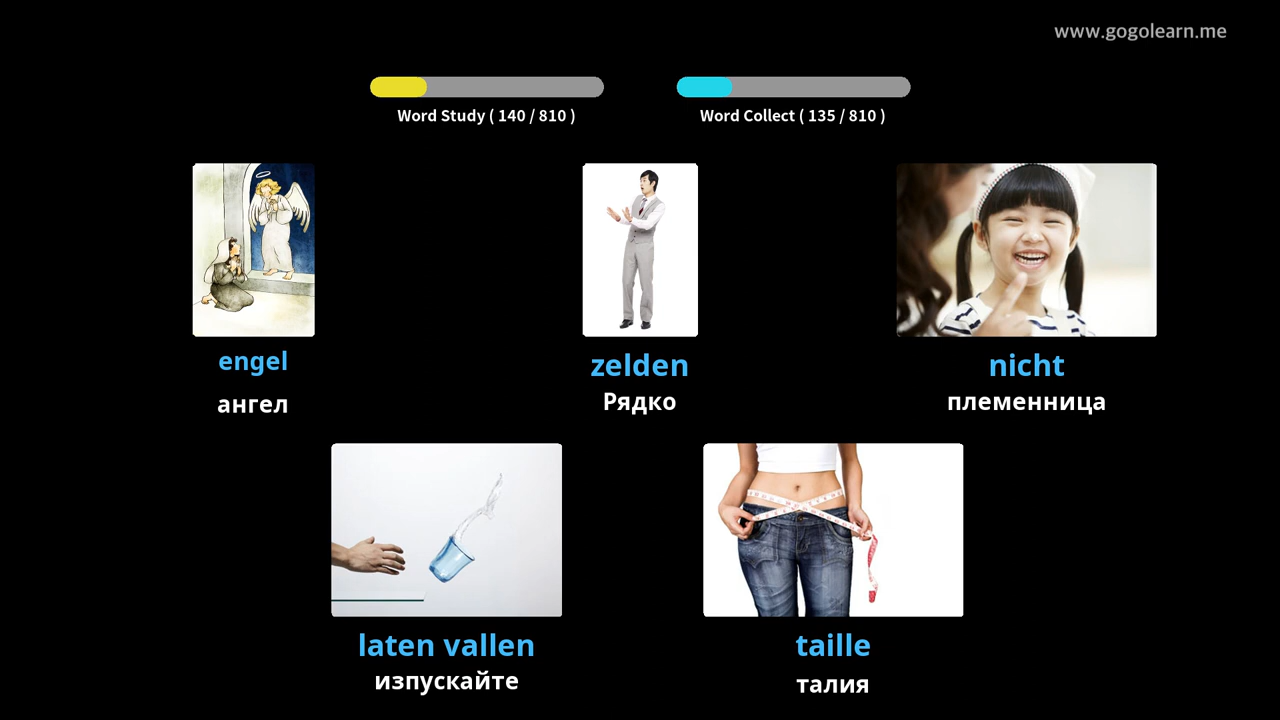 www.gogolearn.me
Word Study ( 140 / 810 )
Word Collect ( 135 / 810 )
engel
ангел
zelden
Рядко
nicht
племенница
laten vallen
изпускайте
taille
талия